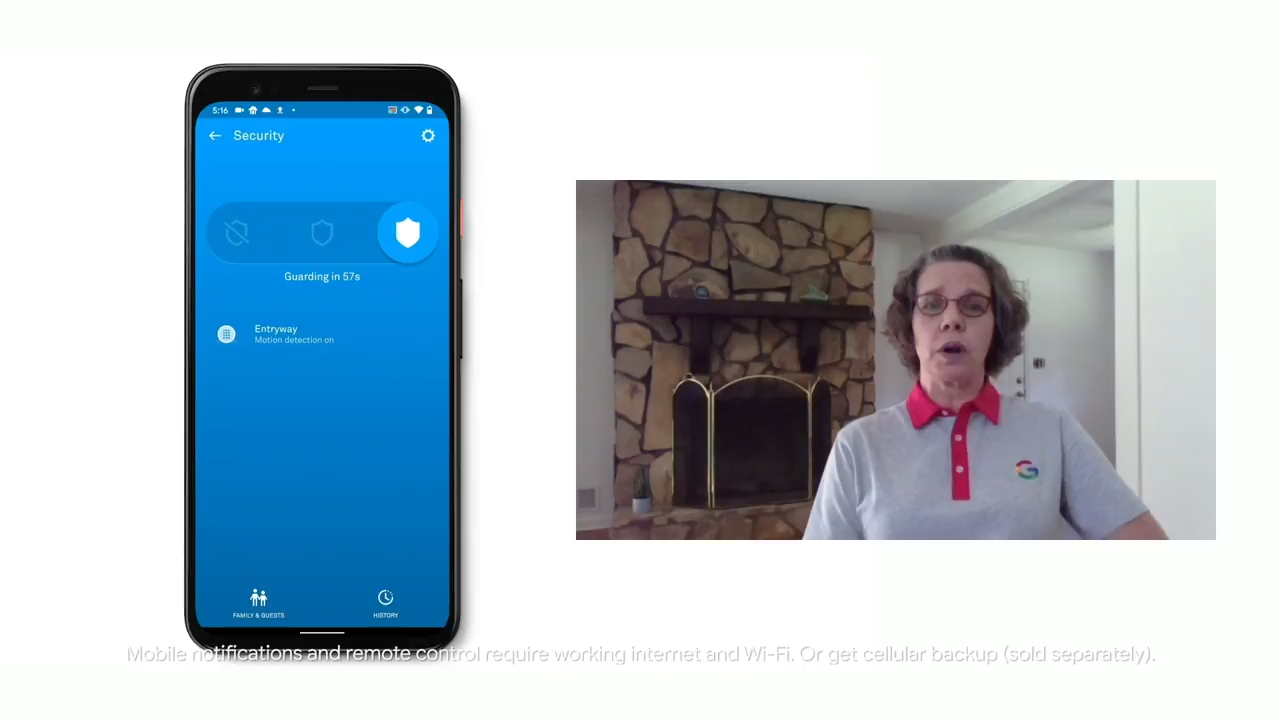 5:16
Security
Guarding in 57s
Entryway
Motion detection on
FAMILY & GUESTS
HISTORY
G
Mobile notifications and remote control require working internet and Wi-Fi. Or get cellular backup (sold separately).